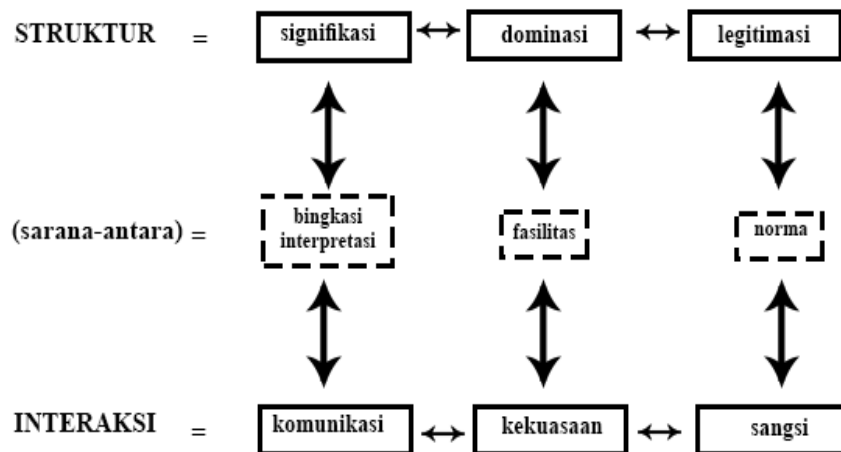 STRUKTUR = signifikasi dominasi legitimasi
bingkasi
interpretasi
(sarana-antara) = fasilitas norma
INTERAKSI = komunikasi kekuasaan sangsi